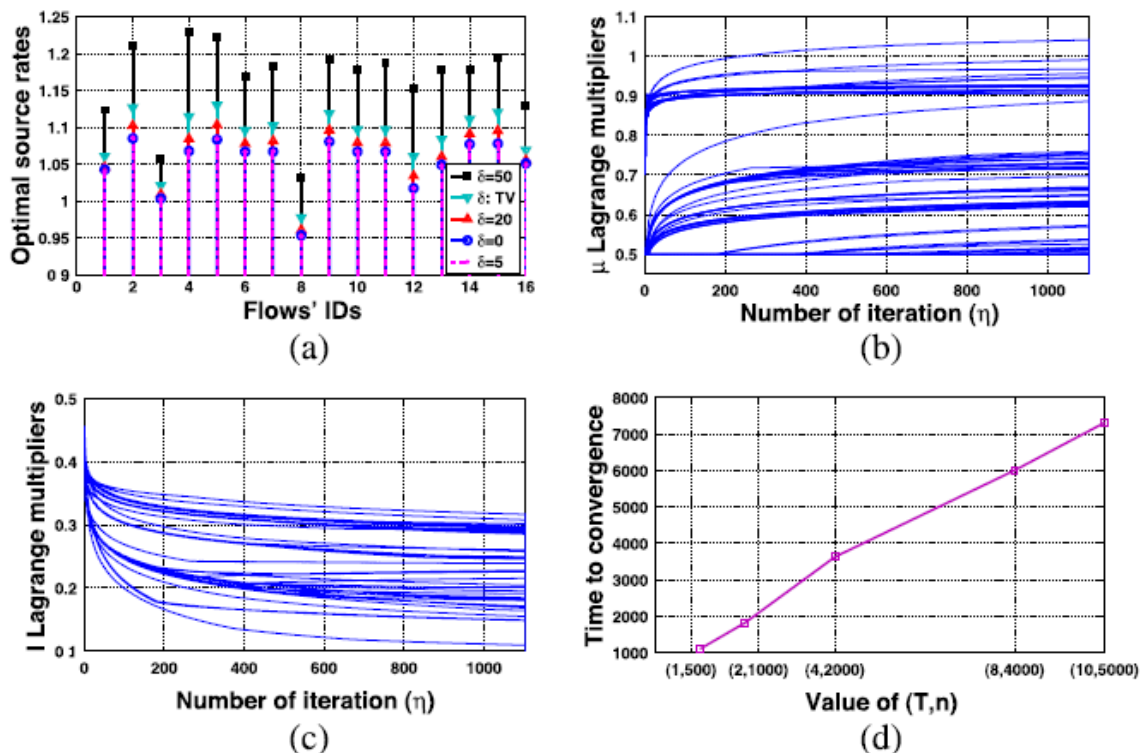 Optimal source rates
1.25
1.2
1.15
1.1
1.05
1
0.95
0 9
δ=50
δ: TV
δ=20
δ=0
δ=5
0 2 4 6 8 10 12 14 16
Flows' IDs
(a)
μ Lagrange multipliers
1.1
1
0.9
0.8
0.7
0.6
0.5
0 200 400 600 800 1000
Number of iteration (η)
(b)
l Lagrange multipliers
0.5
0.4
0.3
0.2
0.1
0 200 400 600 800 1000
Number of iteration (η)
(c)
Time to convergence
8000
7000
6000
5000
4000
3000
2000
1000
(1,500) (2,1000) (4,2000) (8,4000) (10,5000)
Value of (T,n)
(d)